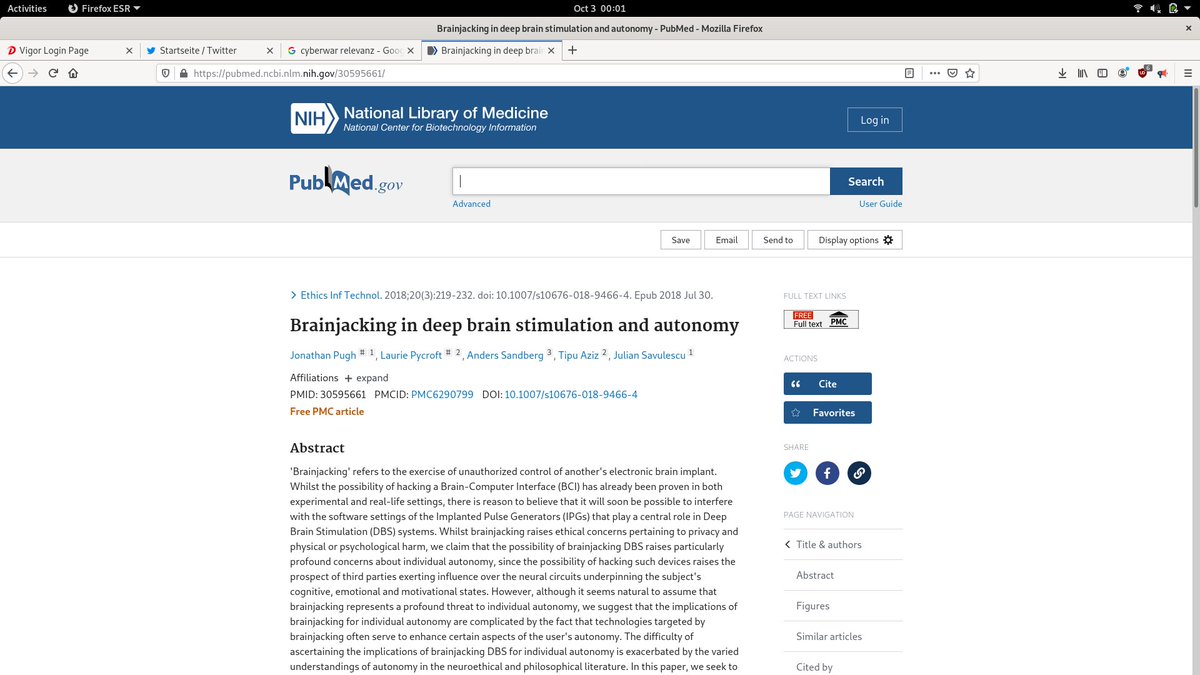 Activities Firefox ESR Oct 3 00:01
Brainjacking in deep brain stimulation and autonomy - PubMed - Mozilla Firefox
Vigor Login Page Startseite / Twitter cyberwar relevanz - Goo Brainjacking in deep brain
https://pubmed.ncbi.nlm.nih.gov/30595661/
NIH National Library of Medicine
National Center for Biotechnology Information
Log in
PubMed.gov
Search
Advanced User Guide
Save Email Send to Display options
Ethics Inf Technol. 2018;20(3):219-232. doi: 10.1007/s10676-018-9466-4. Epub 2018 Jul 30.
Brainjacking in deep brain stimulation and autonomy
Jonathan Pugh # 1, Laurie Pycroft # 2, Anders Sandberg 3, Tipu Aziz 2, Julian Savulescu 1
Affiliations + expand
PMID: 30595661 PMCID: PMC6290799 DOI: 10.1007/s10676-018-9466-4
Free PMC article
Abstract
'Brainjacking' refers to the exercise of unauthorized control of another's electronic brain implant.
Whilst the possibility of hacking a Brain-Computer Interface (BCI) has already been proven in both
experimental and real-life settings, there is reason to believe that it will soon be possible to interfere
with the software settings of the Implanted Pulse Generators (IPGs) that play a central role in Deep
Brain Stimulation (DBS) systems. Whilst brainjacking raises ethical concerns pertaining to privacy and
physical or psychological harm, we claim that the possibility of brainjacking DBS raises particularly
profound concerns about individual autonomy, since the possibility of hacking such devices raises the
prospect of third parties exerting influence over the neural circuits underpinning the subject's
cognitive, emotional and motivational states. However, although it seems natural to assume that
brainjacking represents a profound threat to individual autonomy, we suggest that the implications of
brainjacking for individual autonomy are complicated by the fact that technologies targeted by
brainjacking often serve to enhance certain aspects of the user's autonomy. The difficulty of
ascertaining the implications of brainjacking DBS for individual autonomy is exacerbated by the varied
understandings of autonomy in the neuroethical and philosophical literature. In this paper, we seek to
FULL TEXT LINKS
FREE
Full text PMC
ACTIONS
Cite
Favorites
SHARE
PAGE NAVIGATION
Title & authors
Abstract
Figures
Similar articles
Cited by